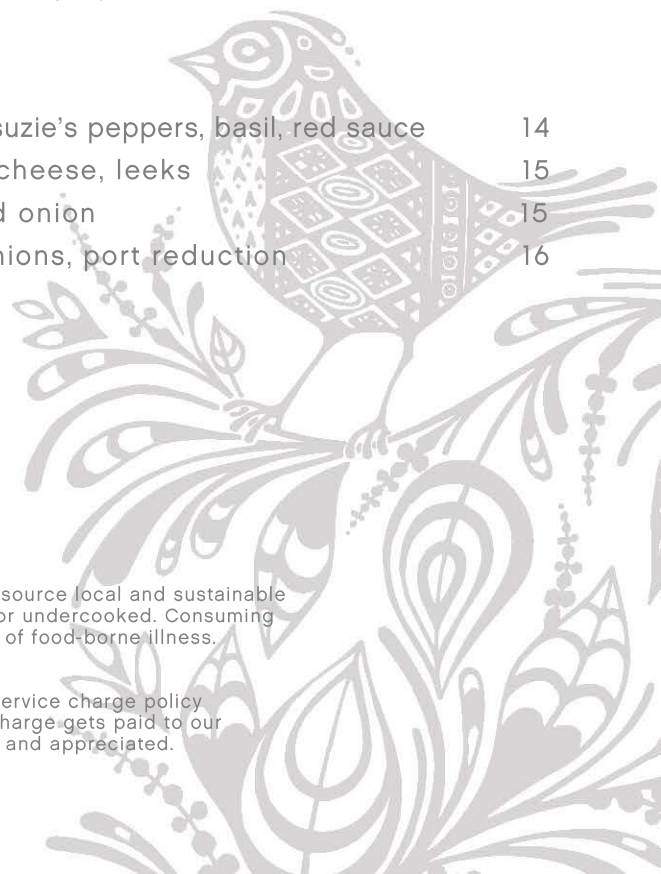 suzie's peppers, basil, red sauce 14
cheese, leeks 15
d onion 15
nions, port reduction 16
source local and sustainable
or undercooked. Consuming
of food-borne illness.
ervice charge policy
harge gets paid to our
and appreciated.